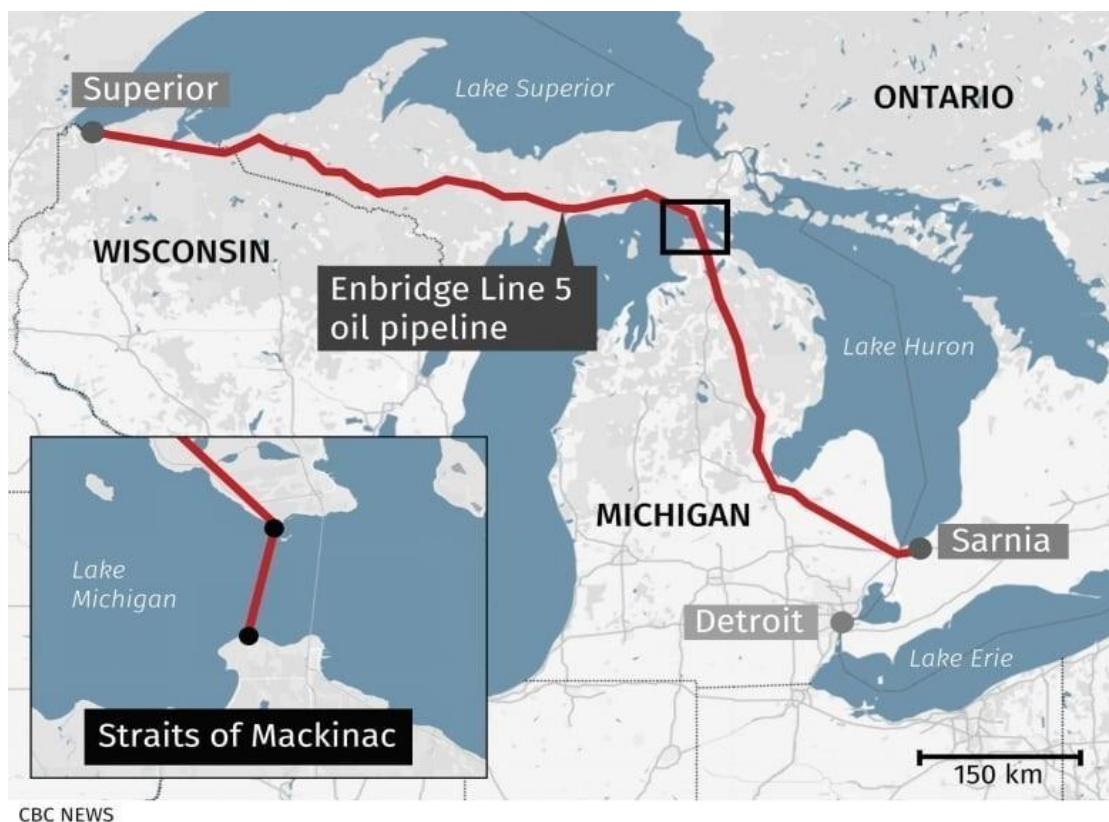 Superior
Lake Superior
ONTARIO
WISCONSIN
Enbridge Line 5
oil pipeline
Lake Huron
Lake
Michigan
MICHIGAN
Sarnia
Detroit
Lake Erie
Straits of Mackinac
150 km
CBC NEWS